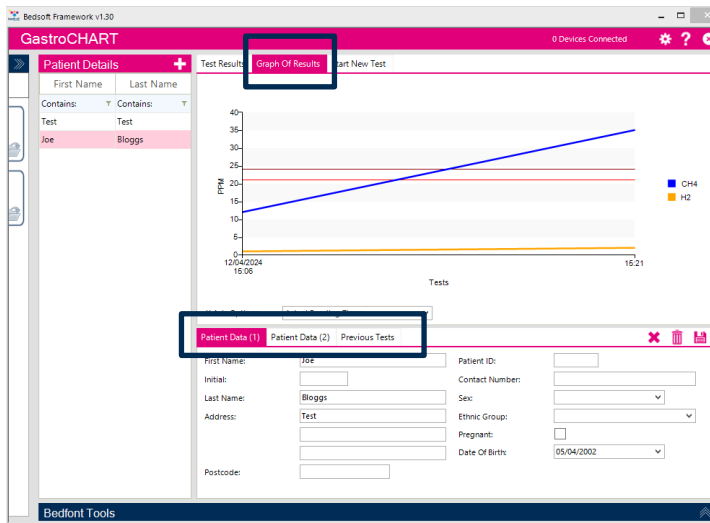 Bedsoft Framework v1.30
GastroCHART
0 Devices Connected
Patient Details
First Name Last Name
Contains: Contains:
Test Test
Joe Bloggs
Test Results Graph Of Results tart New Test
40
35
30
25
15
10
5
0
PPM
12/04/2024
15:06
15:21
Tests
CH4
H2
Patient Data (1) Patient Data (2) Previous Tests
First Name: Joe
Initial:
Last Name: Bloggs
Address: Test
Postcode:
Patient ID:
Contact Number:
Sex:
Ethnic Group:
Pregnant:
Date Of Birth: 05/04/2002
Bedfont Tools